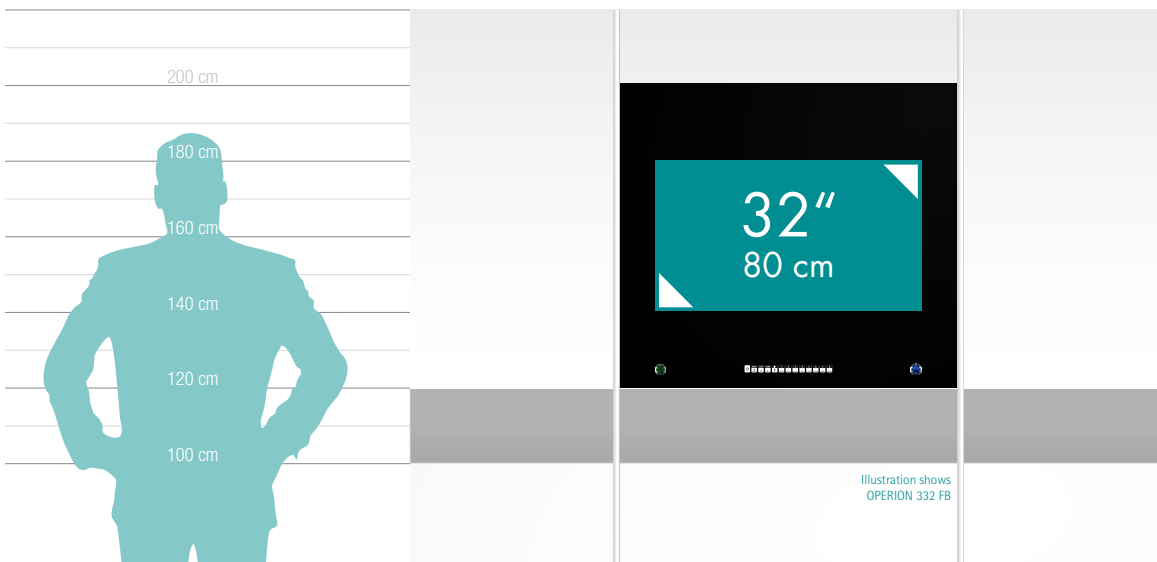 200 cm
180 cm
160 cm
140 cm
120 cm
100 cm
32“
80 cm
Illustration shows
OPERION 332 FB